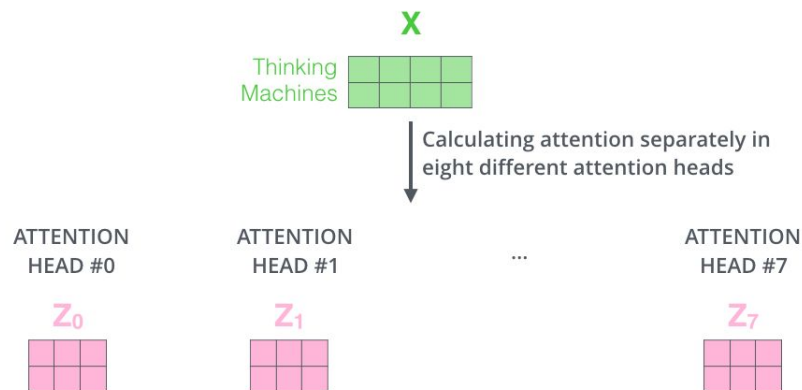 X
Thinking
Machines
Calculating attention separately in
eight different attention heads
ATTENTION
HEAD #0
ATTENTION
HEAD #1
...
ATTENTION
HEAD #7
Z0
Z1
Z7